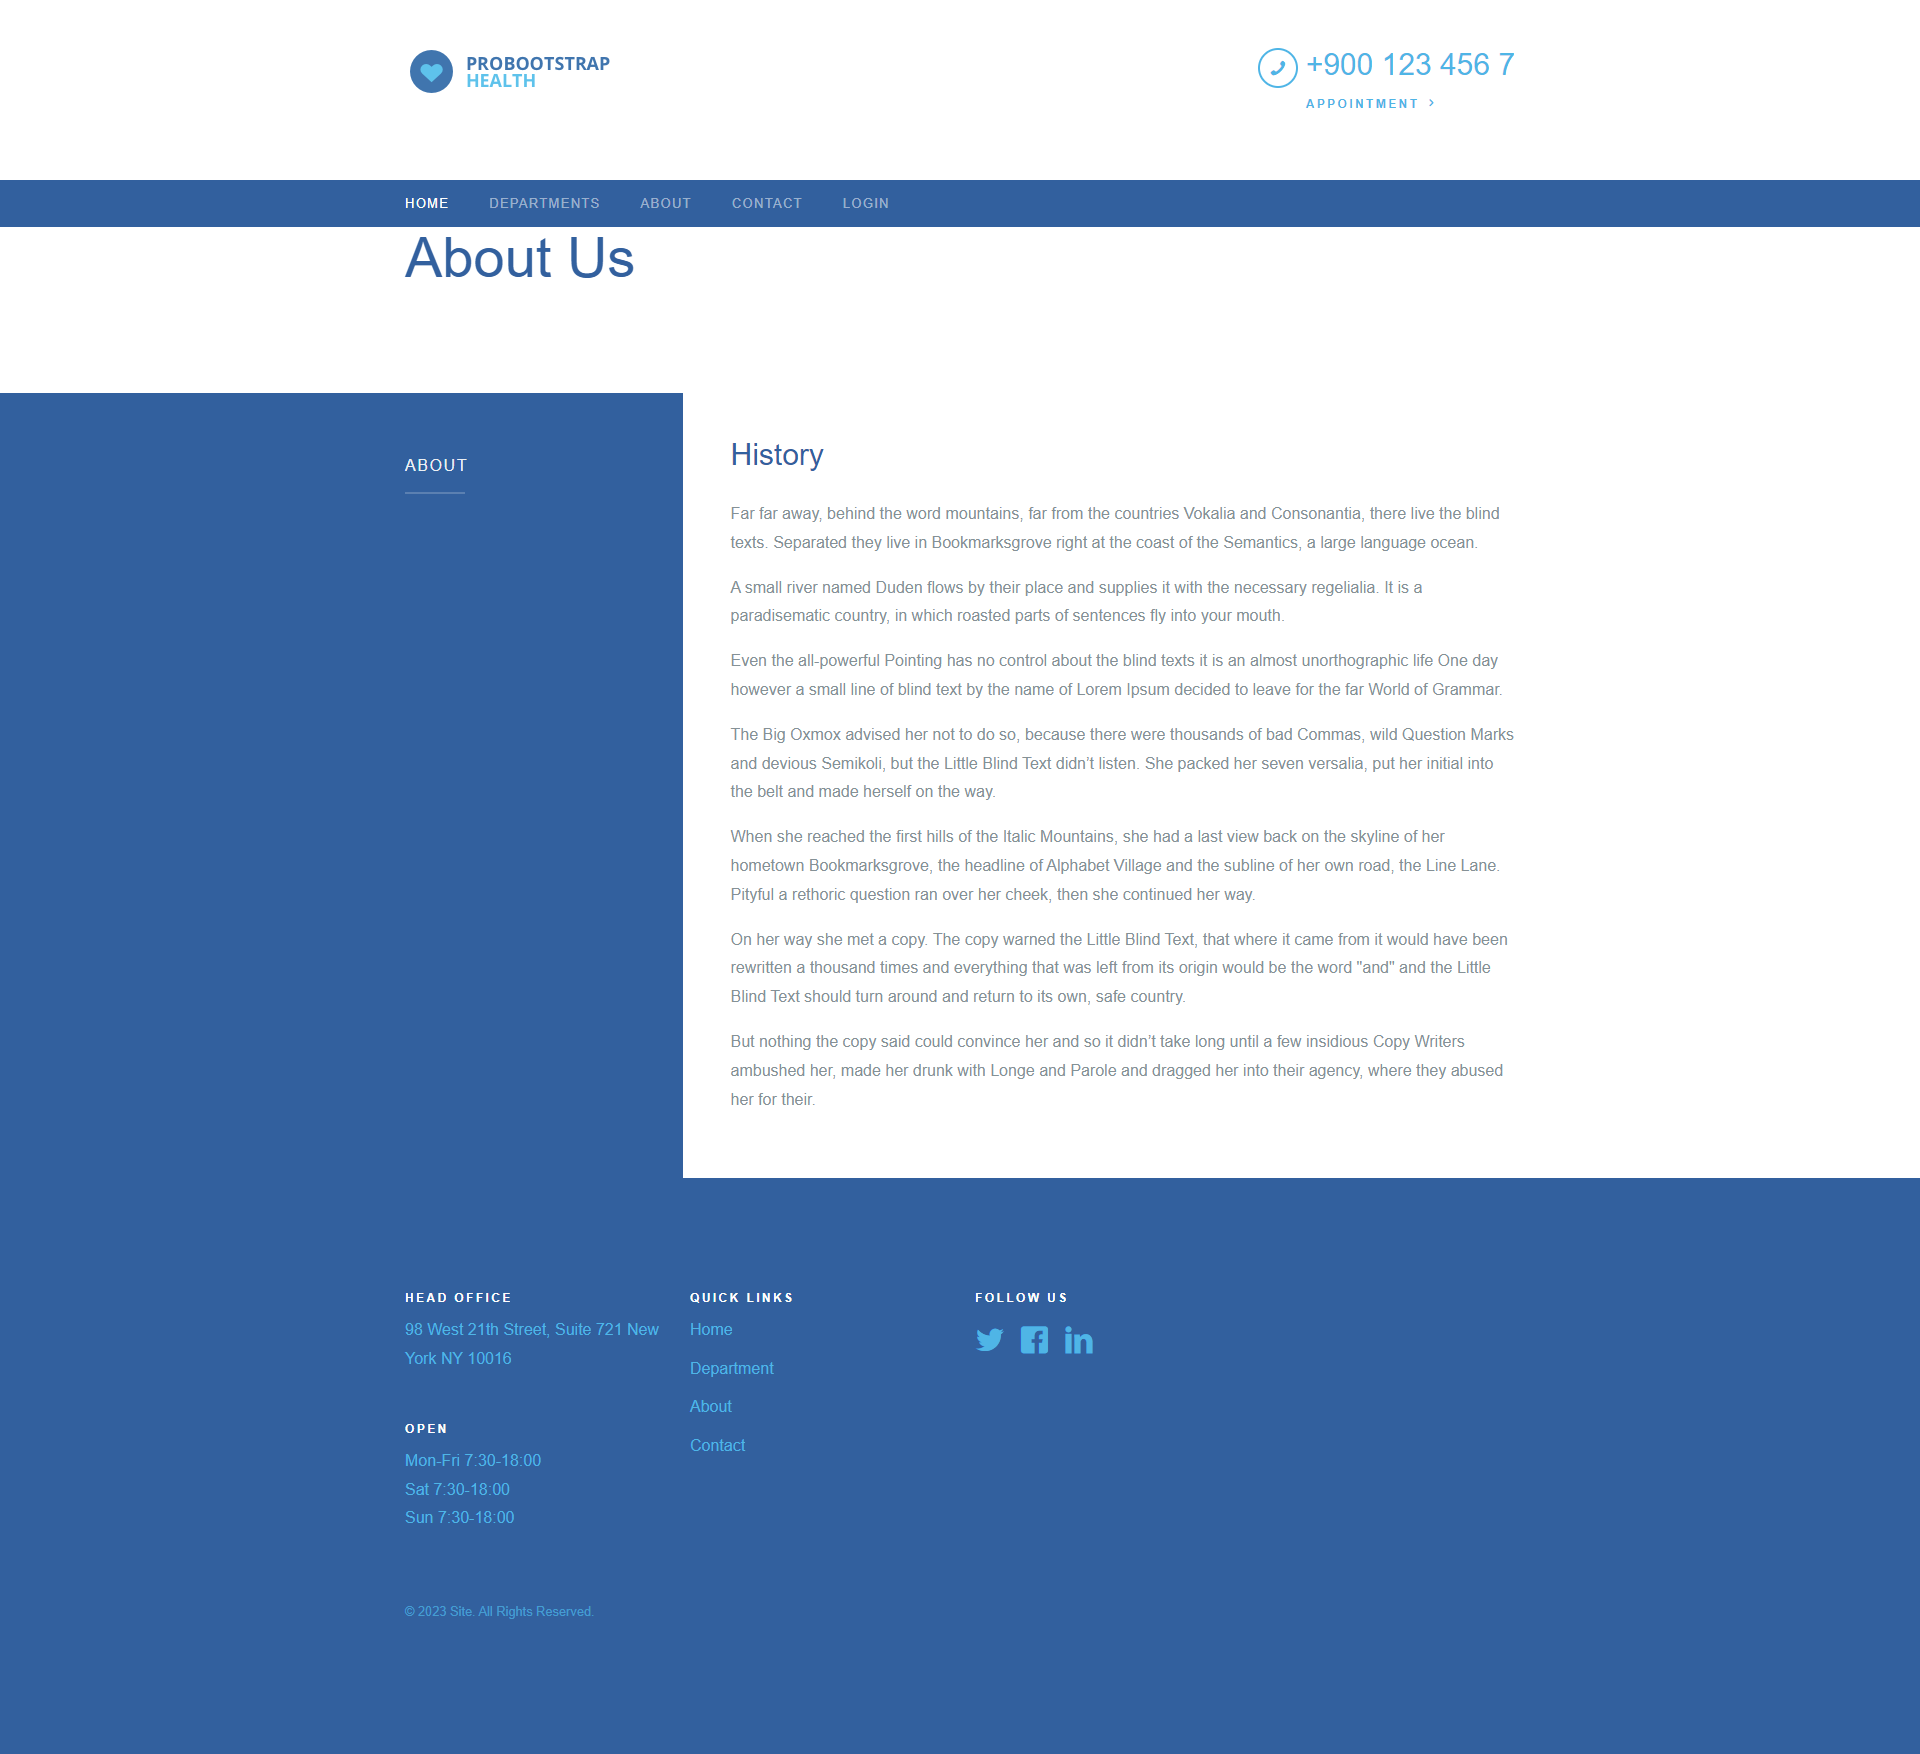 PROBOOTSTRAP
HEALTH
+900 123 456 7
APPOINTMENT ›
HOME DEPARTMENTS ABOUT CONTACT LOGIN
About Us
ABOUT
History
Far far away, behind the word mountains, far from the countries Vokalia and Consonantia, there live the blind
texts. Separated they live in Bookmarksgrove right at the coast of the Semantics, a large language ocean.
A small river named Duden flows by their place and supplies it with the necessary regelialia. It is a
paradisematic country, in which roasted parts of sentences fly into your mouth.
Even the all-powerful Pointing has no control about the blind texts it is an almost unorthographic life One day
however a small line of blind text by the name of Lorem Ipsum decided to leave for the far World of Grammar.
The Big Oxmox advised her not to do so, because there were thousands of bad Commas, wild Question Marks
and devious Semikoli, but the Little Blind Text didn’t listen. She packed her seven versalia, put her initial into
the belt and made herself on the way.
When she reached the first hills of the Italic Mountains, she had a last view back on the skyline of her
hometown Bookmarksgrove, the headline of Alphabet Village and the subline of her own road, the Line Lane.
Pityful a rethoric question ran over her cheek, then she continued her way.
On her way she met a copy. The copy warned the Little Blind Text, that where it came from it would have been
rewritten a thousand times and everything that was left from its origin would be the word "and" and the Little
Blind Text should turn around and return to its own, safe country.
But nothing the copy said could convince her and so it didn’t take long until a few insidious Copy Writers
ambushed her, made her drunk with Longe and Parole and dragged her into their agency, where they abused
her for their.
HEAD OFFICE
98 West 21th Street, Suite 721 New
York NY 10016
OPEN
Mon-Fri 7:30-18:00
Sat 7:30-18:00
Sun 7:30-18:00
QUICK LINKS
Home
Department
About
Contact
FOLLOW US
© 2023 Site. All Rights Reserved.